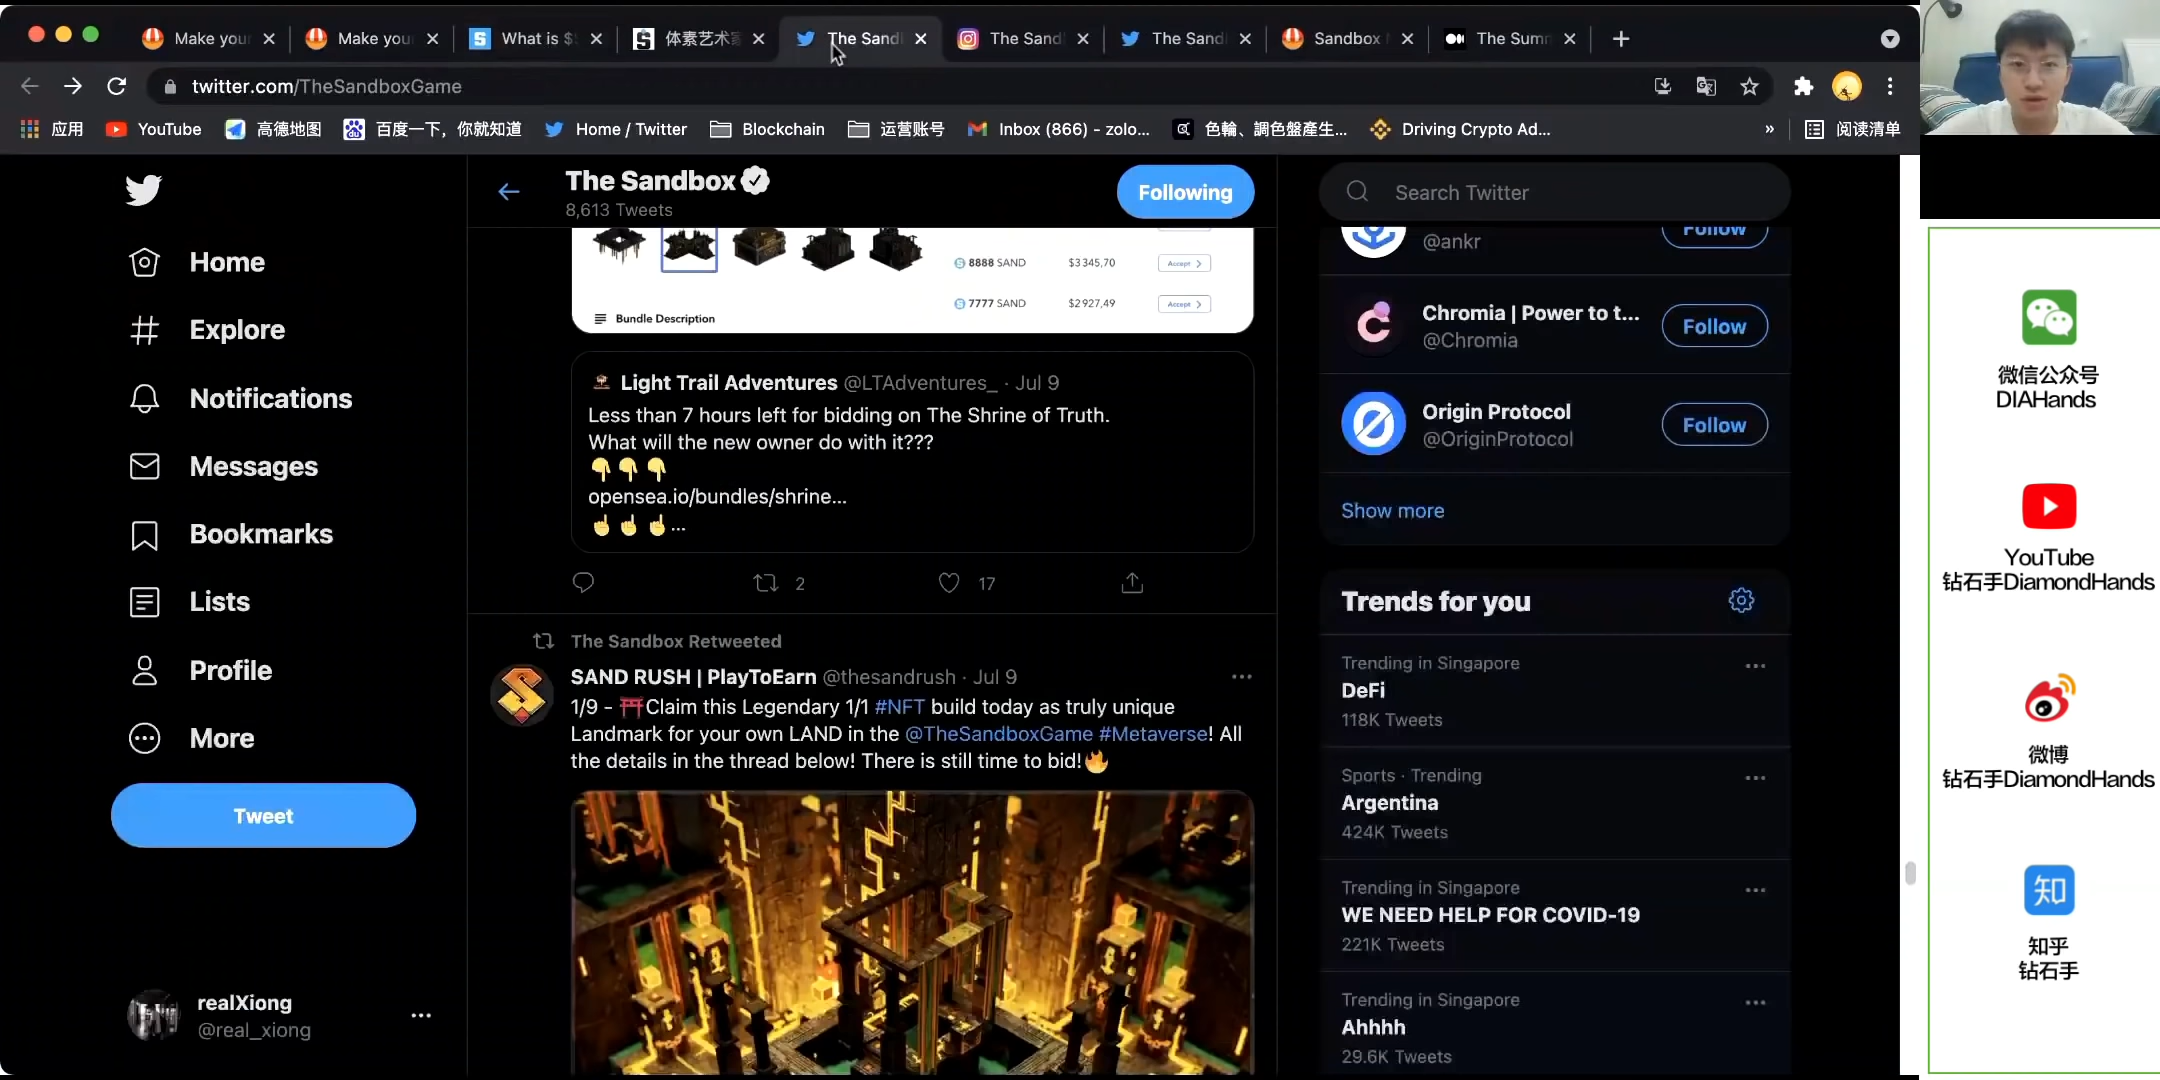 Make you
Make you
What is $
体素艺术家
The Sand
The Sand
The Sand
Sandbox
The Sum
twitter.com/TheSandboxGame
应用
YouTube
高德地图
百度一下，你就知道
Home / Twitter
Blockchain
运营账号
Inbox (866) - zolo...
色輪、調色盤產生...
Driving Crypto Ad...
»
阅读清单
Home
Explore
Notifications
Messages
Bookmarks
Lists
Profile
More
Tweet
realXiong
@real_xiong
The Sandbox
8,613 Tweets
Following
8888 SAND $3 345,70 Accept
7777 SAND $2 927,49 Accept
Bundle Description
Light Trail Adventures @LTAdventures_ · Jul 9
Less than 7 hours left for bidding on The Shrine of Truth.
What will the new owner do with it???
👇👇👇
opensea.io/bundles/shrine...
☝☝☝...
2
17
The Sandbox Retweeted
SAND RUSH | PlayToEarn @thesandrush · Jul 9
1/9 - ⛩Claim this Legendary 1/1 #NFT build today as truly unique
Landmark for your own LAND in the @TheSandboxGame #Metaverse! All
the details in the thread below! There is still time to bid!🔥
Search Twitter
@ankr
Follow
Chromia | Power to t...
@Chromia
Follow
Origin Protocol
@OriginProtocol
Follow
Show more
Trends for you
Trending in Singapore
DeFi
118K Tweets
Sports · Trending
Argentina
424K Tweets
Trending in Singapore
WE NEED HELP FOR COVID-19
221K Tweets
Trending in Singapore
Ahhhh
29.6K Tweets
微信公众号
DIAHands
YouTube
钻石手DiamondHands
微博
钻石手DiamondHands
知
知乎
钻石手